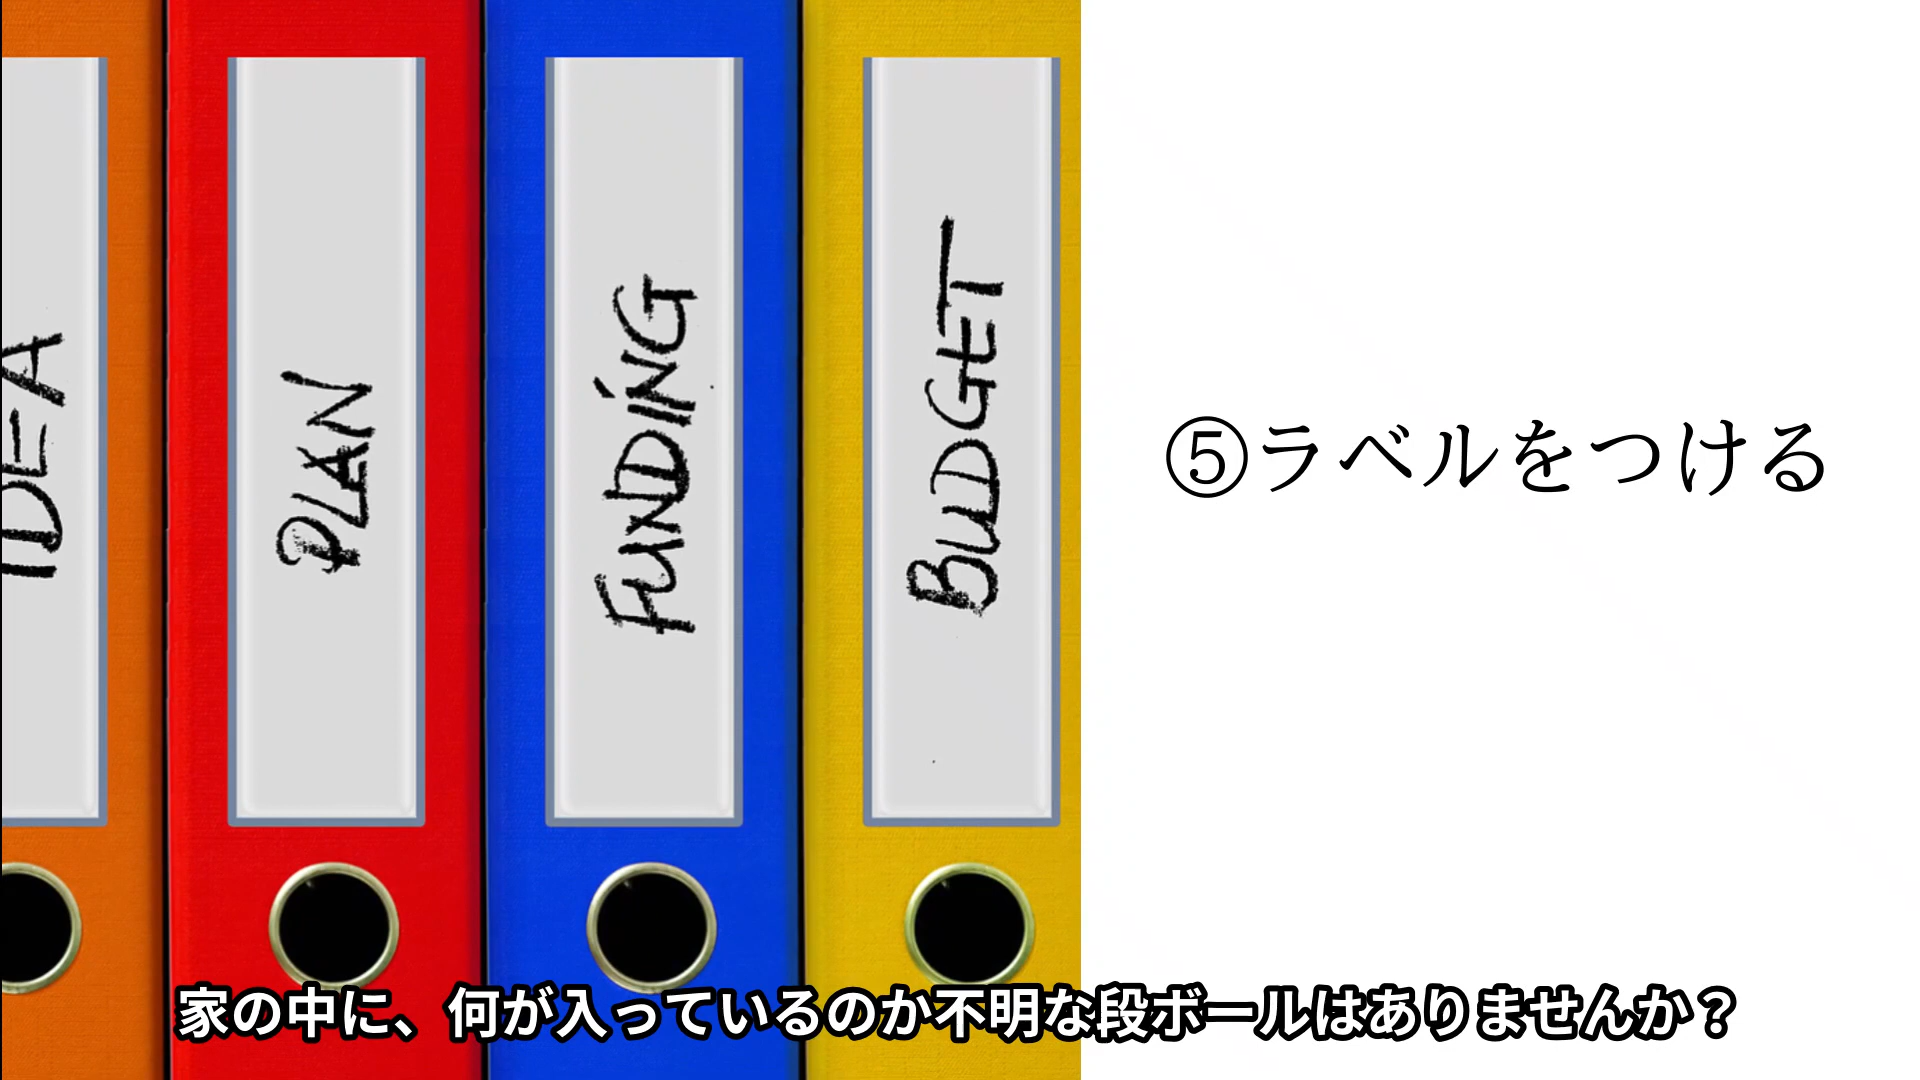 IDEA
PLAN
FUNDING
BUDGET
⑤ラベルをつける
家の中に、何が入っているのか不明な段ボールはありませんか？